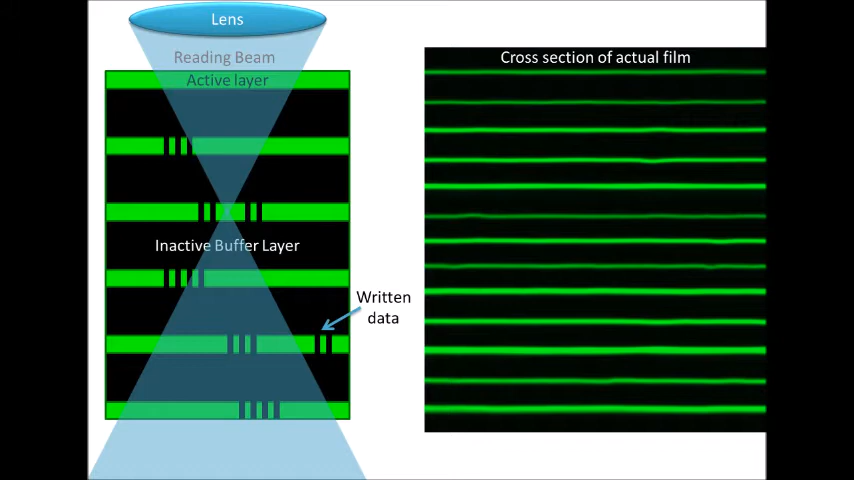 Lens
Reading Beam
Active layer
Inactive Buffer Layer
Written
data
Cross section of actual film